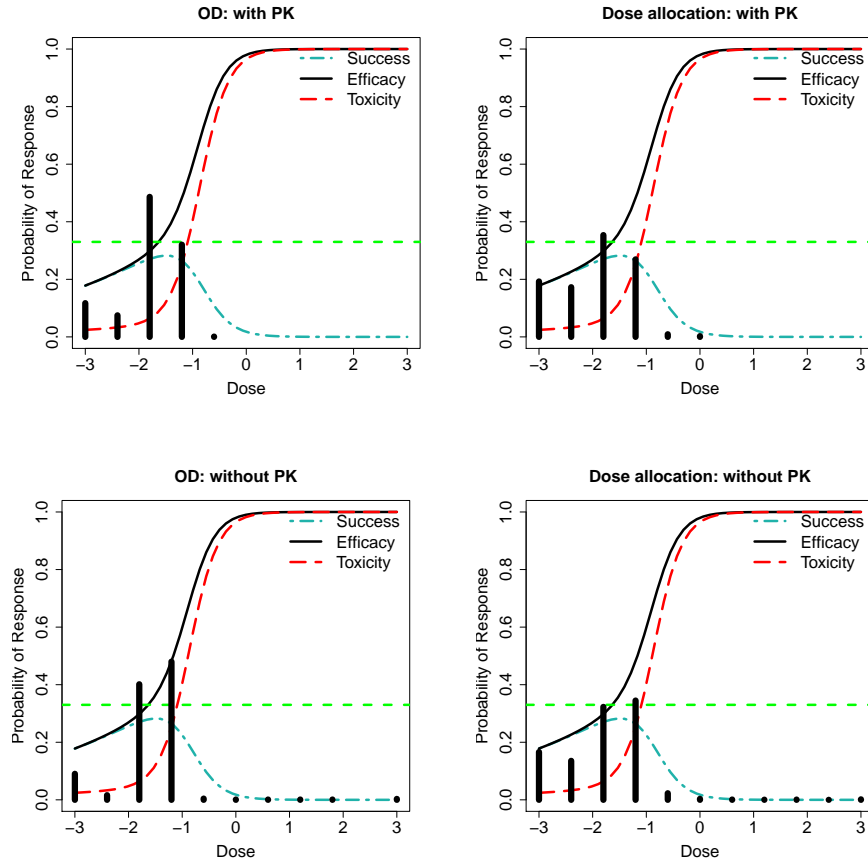 OD: with PK
Probability of Response
0.0 0.2 0.4 0.6 0.8 1.0
Success
Efficacy
Toxicity
−3 −2 −1 0 1 2 3
Dose
Dose allocation: with PK
Probability of Response
0.0 0.2 0.4 0.6 0.8 1.0
Success
Efficacy
Toxicity
−3 −2 −1 0 1 2 3
Dose
OD: without PK
Probability of Response
0.0 0.2 0.4 0.6 0.8 1.0
Success
Efficacy
Toxicity
−3 −2 −1 0 1 2 3
Dose
Dose allocation: without PK
Probability of Response
0.0 0.2 0.4 0.6 0.8 1.0
Success
Efficacy
Toxicity
−3 −2 −1 0 1 2 3
Dose